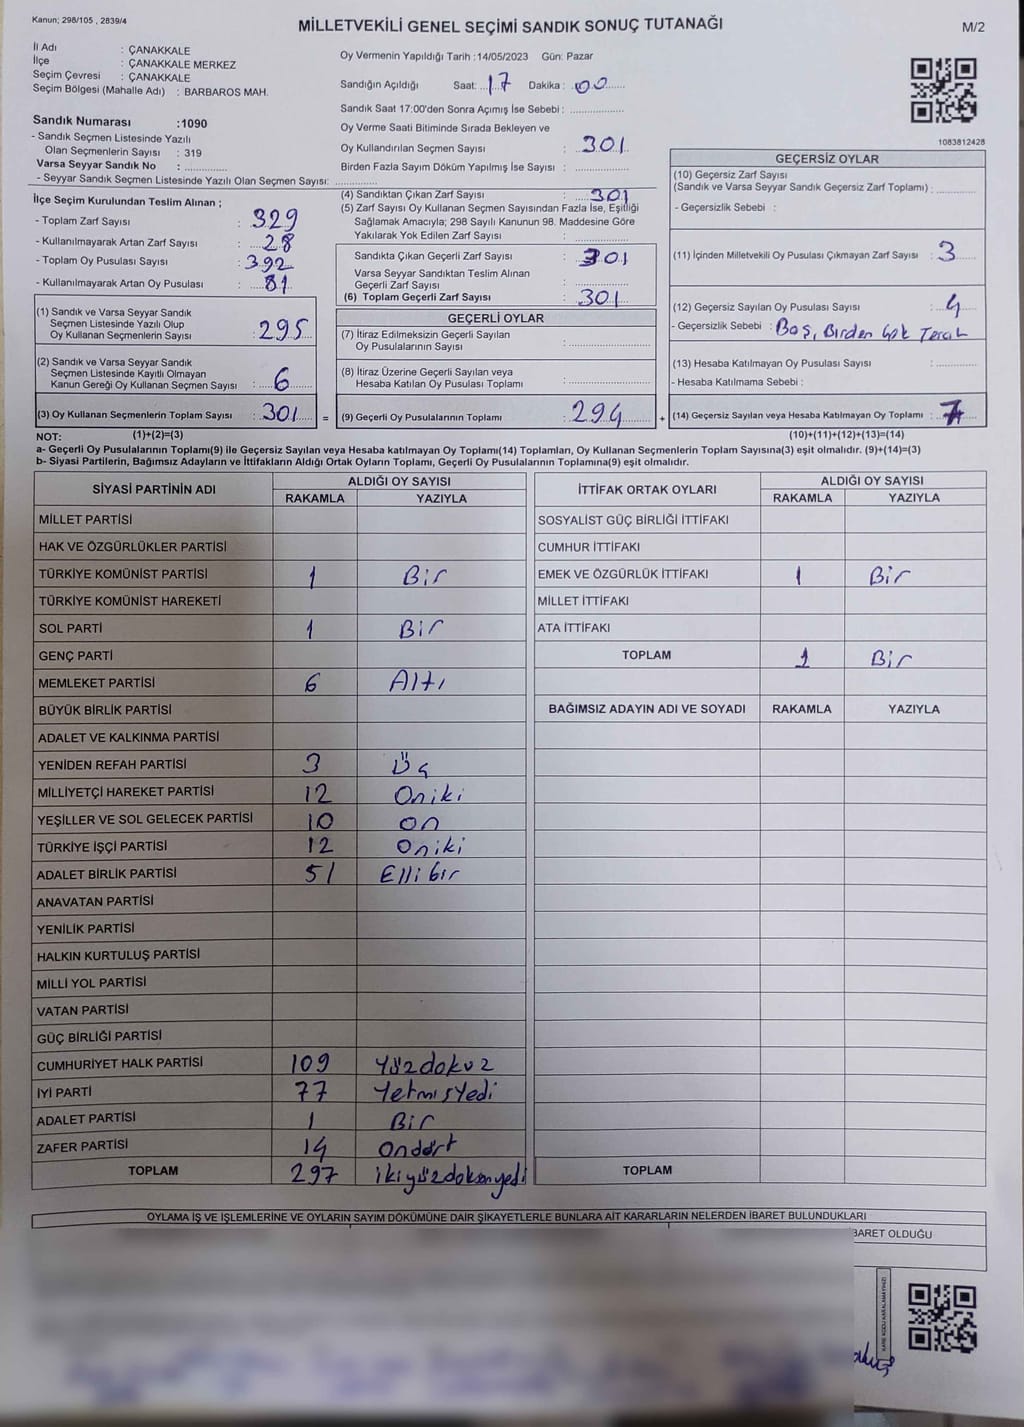 Kanun; 298/105 , 2839/4
MİLLETVEKİLİ GENEL SEÇİMİ SANDIK SONUÇ TUTANAĞI
M/2
İl Adı : ÇANAKKALE
İlçe : ÇANAKKALE MERKEZ
Seçim Çevresi : ÇANAKKALE
Seçim Bölgesi (Mahalle Adı) : BARBAROS MAH.
Sandık Numarası :1090
- Sandık Seçmen Listesinde Yazılı
Olan Seçmenlerin Sayısı : 319
Varsa Seyyar Sandık No :
- Seyyar Sandık Seçmen Listesinde Yazılı Olan Seçmen Sayısı:
Oy Vermenin Yapıldığı Tarih :14/05/2023 Gün: Pazar
Sandığın Açıldığı Saat: 17 Dakika : 00
Sandık Saat 17:00'den Sonra Açımış İse Sebebi :
Oy Verme Saati Bitiminde Sırada Bekleyen ve
Oy Kullandırılan Seçmen Sayısı : 301
Birden Fazla Sayım Döküm Yapılmış İse Sayısı :
1083812428
İlçe Seçim Kurulundan Teslim Alınan ;
- Toplam Zarf Sayısı : 329
- Kullanılmayarak Artan Zarf Sayısı : 28
- Toplam Oy Pusulası Sayısı : 392
- Kullanılmayarak Artan Oy Pusulası : 81
(1) Sandık ve Varsa Seyyar Sandık
Seçmen Listesinde Yazılı Olup
Oy Kullanan Seçmenlerin Sayısı : 295
(2) Sandık ve Varsa Seyyar Sandık
Seçmen Listesinde Kayıtlı Olmayan
Kanun Gereği Oy Kullanan Seçmen Sayısı : 6
(3) Oy Kullanan Seçmenlerin Toplam Sayısı : 301 =
(4) Sandıktan Çıkan Zarf Sayısı : 301
(5) Zarf Sayısı Oy Kullanan Seçmen Sayısından Fazla İse, Eşitliği
Sağlamak Amacıyla; 298 Sayılı Kanunun 98. Maddesine Göre
Yakılarak Yok Edilen Zarf Sayısı :
Sandıkta Çıkan Geçerli Zarf Sayısı : 301
Varsa Seyyar Sandıktan Teslim Alınan
Geçerli Zarf Sayısı :
(6) Toplam Geçerli Zarf Sayısı : 301
GEÇERLİ OYLAR
(7) İtiraz Edilmeksizin Geçerli Sayılan
Oy Pusulalarının Sayısı :
(8) İtiraz Üzerine Geçerli Sayılan veya
Hesaba Katılan Oy Pusulası Toplamı :
(9) Geçerli Oy Pusulalarının Toplamı : 294 +
GEÇERSİZ OYLAR
(10) Geçersiz Zarf Sayısı
(Sandık ve Varsa Seyyar Sandık Geçersiz Zarf Toplamı) :
- Geçersizlik Sebebi :
(11) İçinden Milletvekili Oy Pusulası Çıkmayan Zarf Sayısı : 3
(12) Geçersiz Sayılan Oy Pusulası Sayısı : 4
- Geçersizlik Sebebi : Boş, Birden Çok Tercih
(13) Hesaba Katılmayan Oy Pusulası Sayısı :
- Hesaba Katılmama Sebebi :
(14) Geçersiz Sayılan veya Hesaba Katılmayan Oy Toplamı : 7
NOT: (1)+(2)=(3) (10)+(11)+(12)+(13)=(14)
a- Geçerli Oy Pusulalarının Toplamı(9) ile Geçersiz Sayılan veya Hesaba katılmayan Oy Toplamı(14) Toplamları, Oy Kullanan Seçmenlerin Toplam Sayısına(3) eşit olmalıdır. (9)+(14)=(3)
b- Siyasi Partilerin, Bağımsız Adayların ve İttifakların Aldığı Ortak Oyların Toplamı, Geçerli Oy Pusulalarının Toplamına(9) eşit olmalıdır.
SİYASİ PARTİNİN ADI ALDIĞI OY SAYISI
RAKAMLA YAZIYLA
MİLLET PARTİSİ
HAK VE ÖZGÜRLÜKLER PARTİSİ
TÜRKİYE KOMÜNİST PARTİSİ 1 Bir
TÜRKİYE KOMÜNİST HAREKETİ
SOL PARTİ 1 Bir
GENÇ PARTİ
MEMLEKET PARTİSİ 6 Altı
BÜYÜK BİRLİK PARTİSİ
ADALET VE KALKINMA PARTİSİ
YENİDEN REFAH PARTİSİ 3 Üç
MİLLİYETÇİ HAREKET PARTİSİ 12 Oniki
YEŞİLLER VE SOL GELECEK PARTİSİ 10 on
TÜRKİYE İŞÇİ PARTİSİ 12 Oniki
ADALET BİRLİK PARTİSİ 51 Ellibir
ANAVATAN PARTİSİ
YENİLİK PARTİSİ
HALKIN KURTULUŞ PARTİSİ
MİLLİ YOL PARTİSİ
VATAN PARTİSİ
GÜÇ BİRLİĞİ PARTİSİ
CUMHURİYET HALK PARTİSİ 109 Yüzdokuz
İYİ PARTİ 77 Yetmişyedi
ADALET PARTİSİ 1 Bir
ZAFER PARTİSİ 14 Ondört
TOPLAM 297 ikiyüzdoksanyedi
İTTİFAK ORTAK OYLARI ALDIĞI OY SAYISI
RAKAMLA YAZIYLA
SOSYALİST GÜÇ BİRLİĞİ İTTİFAKI
CUMHUR İTTİFAKI
EMEK VE ÖZGÜRLÜK İTTİFAKI 1 Bir
MİLLET İTTİFAKI
ATA İTTİFAKI
TOPLAM 1 Bir
BAĞIMSIZ ADAYIN ADI VE SOYADI RAKAMLA YAZIYLA
TOPLAM
OYLAMA İŞ VE İŞLEMLERİNE VE OYLARIN SAYIM DÖKÜMÜNE DAİR ŞİKAYETLERLE BUNLARA AİT KARARLARIN NELERDEN İBARET BULUNDUKLARI
BARET OLDUĞU
KARE KODU KARALAMAYINIZ!